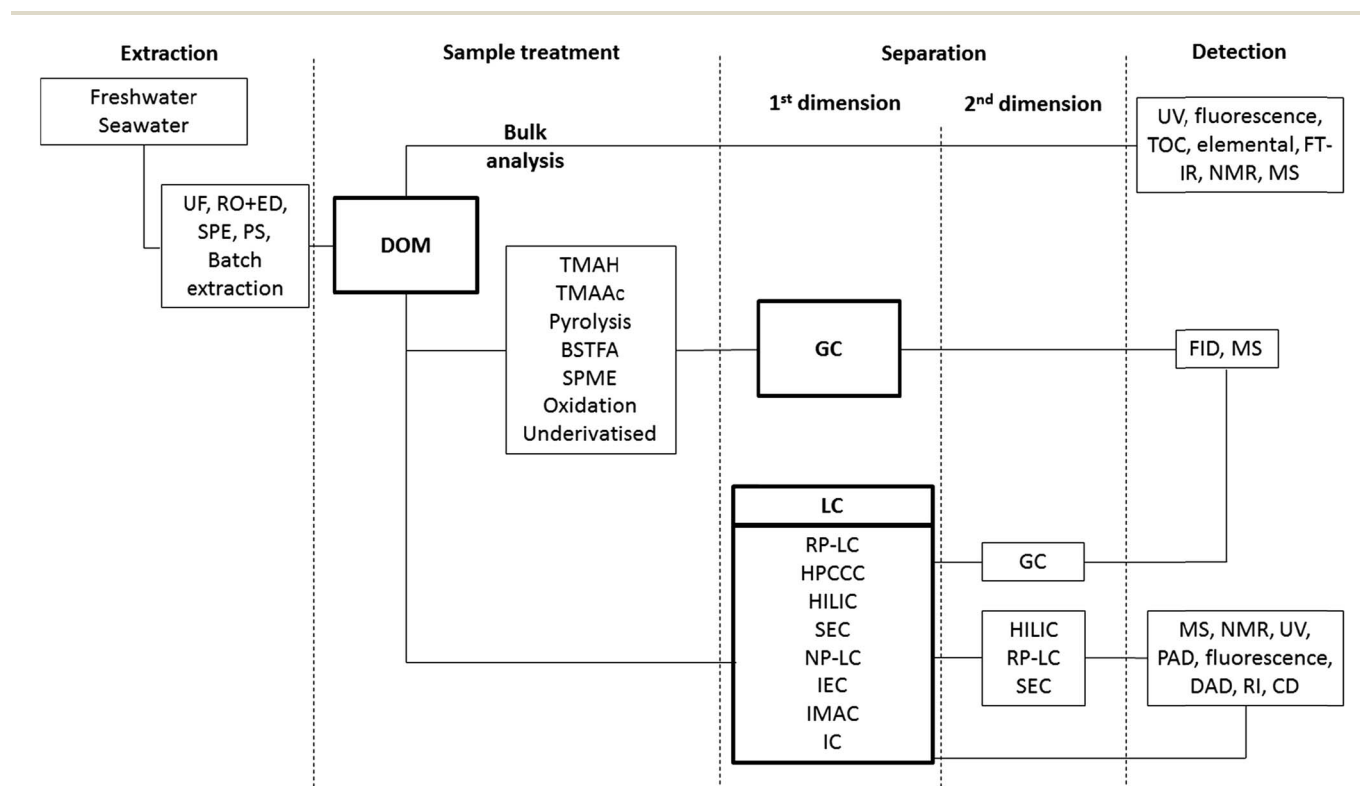 Extraction
Sample treatment
Separation
Detection
1st dimension
2nd dimension
Freshwater
Seawater
UF, RO+ED,
SPE, PS,
Batch
extraction
DOM
Bulk
analysis
UV, fluorescence,
TOC, elemental, FT-
IR, NMR, MS
TMAH
TMAAc
Pyrolysis
BSTFA
SPME
Oxidation
Underivatised
GC
FID, MS
LC
RP-LC
HPCCC
HILIC
SEC
NP-LC
IEC
IMAC
IC
GC
HILIC
RP-LC
SEC
MS, NMR, UV,
PAD, fluorescence,
DAD, RI, CD